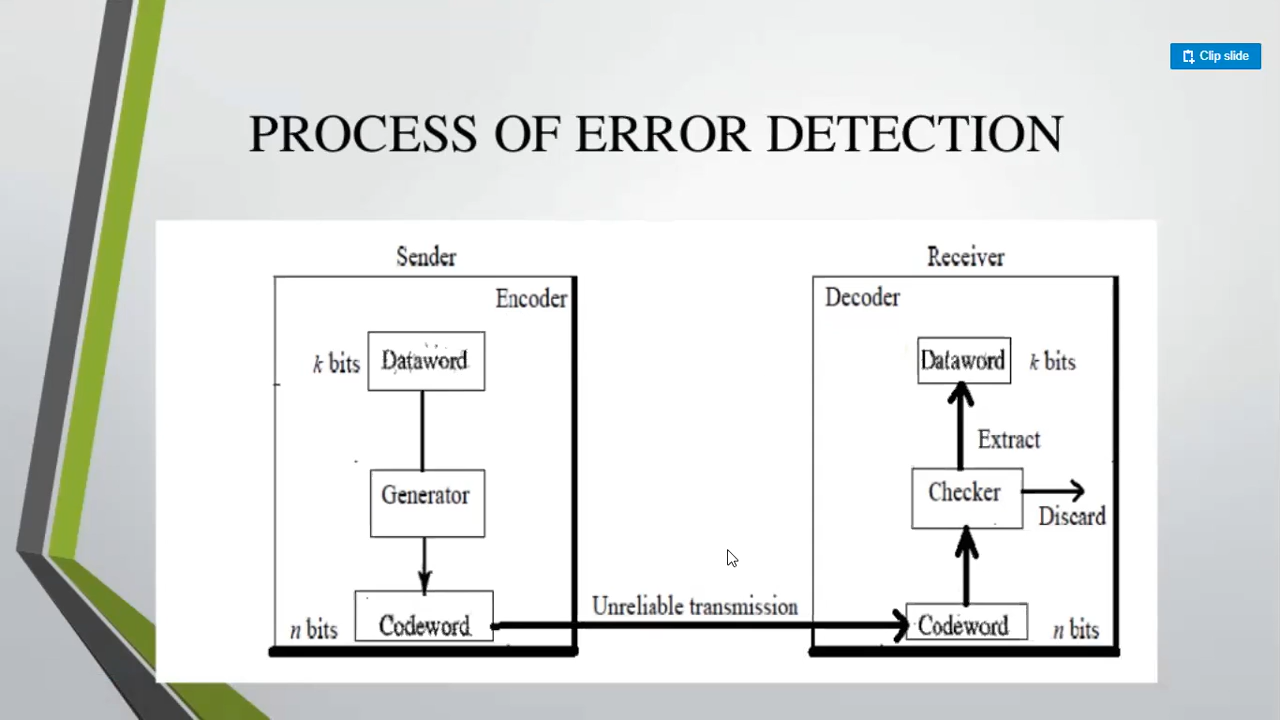 Clip slide
PROCESS OF ERROR DETECTION
Sender
Encoder
k bits
Dataword
Generator
n bits
Codeword
Unreliable transmission
Receiver
Decoder
Dataword
k bits
Extract
Checker
Discard
Codeword
n bits